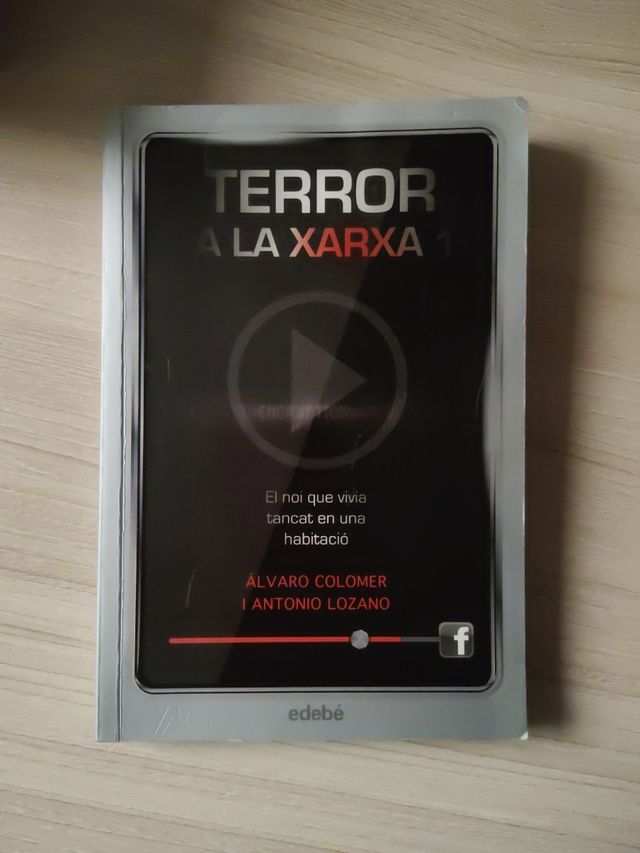 TERROR
A LA XARXA 1
El noi que vivia
tancat en una
habitació
ÀLVARO COLOMER
I ANTONIO LOZANO
f
edebé